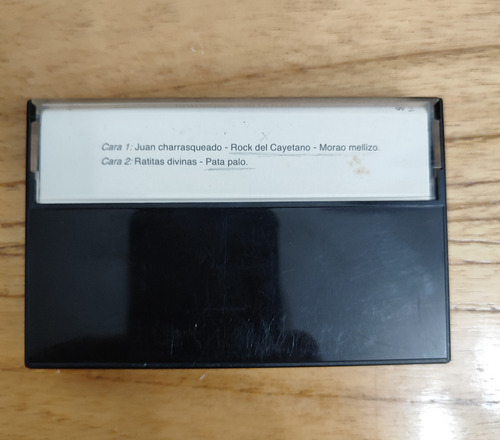 Cara 1: Juan charrasqueado - Rock del Cayetano - Morao mellizo.
Cara 2: Ratitas divinas - Pata palo.